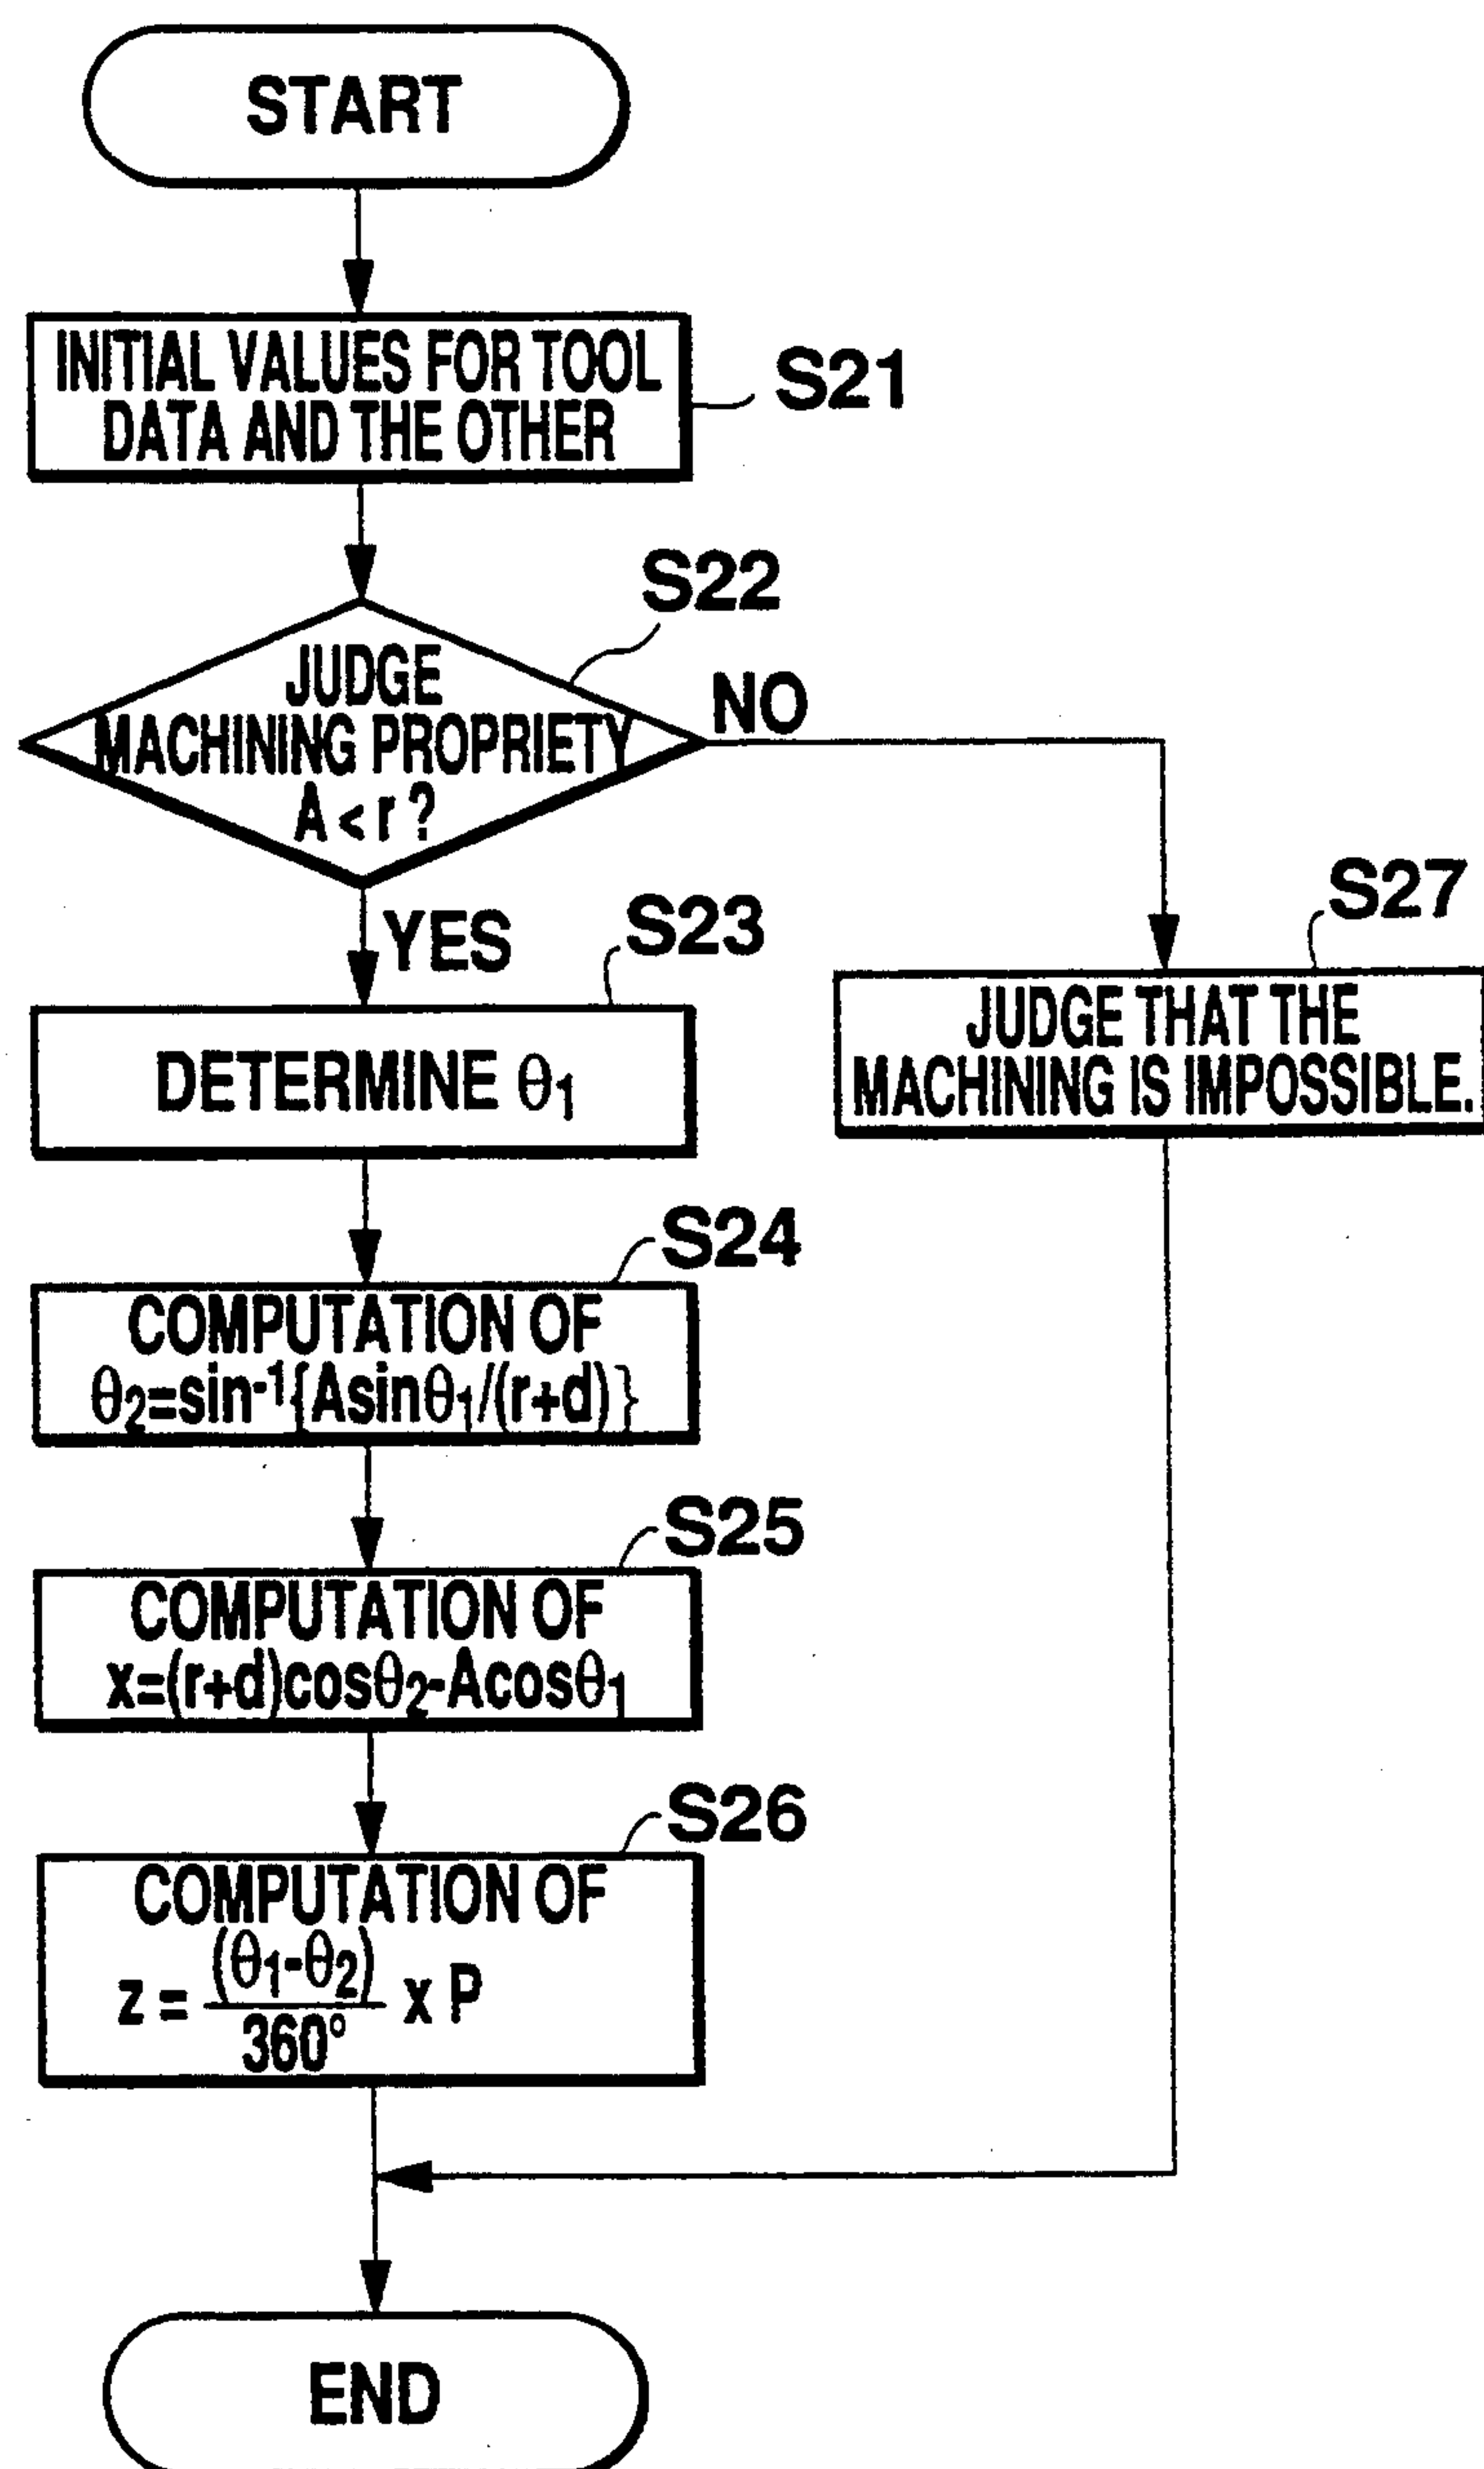 START
INITIAL VALUES FOR TOOL
DATA AND THE OTHER
S21
S22
JUDGE
MACHINING PROPRIETY
A < r ?
NO
YES
S23
DETERMINE θ₁
S27
JUDGE THAT THE
MACHINING IS IMPOSSIBLE.
S24
COMPUTATION OF
θ₂=sin⁻¹{Asinθ₁/(r+d)}
S25
COMPUTATION OF
x=(r+d)cosθ₂-Acosθ₁
S26
COMPUTATION OF
z = (θ₁-θ₂)/360° x P
END